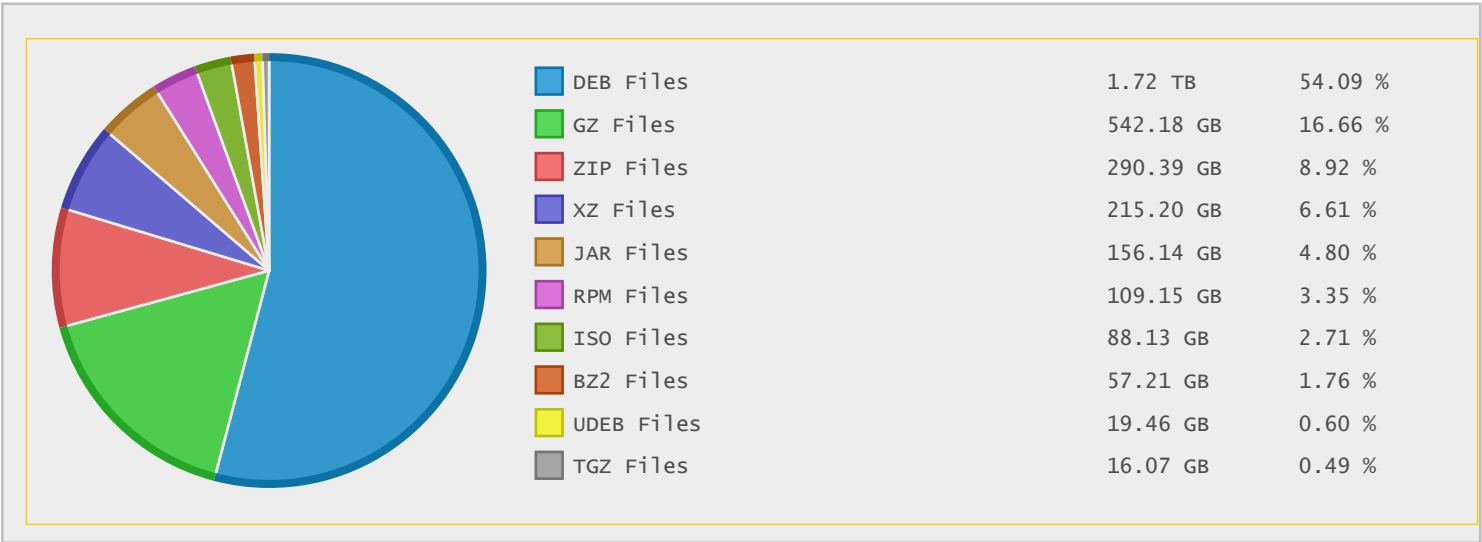 DEB Files 1.72 TB 54.09 %
GZ Files 542.18 GB 16.66 %
ZIP Files 290.39 GB 8.92 %
XZ Files 215.20 GB 6.61 %
JAR Files 156.14 GB 4.80 %
RPM Files 109.15 GB 3.35 %
ISO Files 88.13 GB 2.71 %
BZ2 Files 57.21 GB 1.76 %
UDEB Files 19.46 GB 0.60 %
TGZ Files 16.07 GB 0.49 %